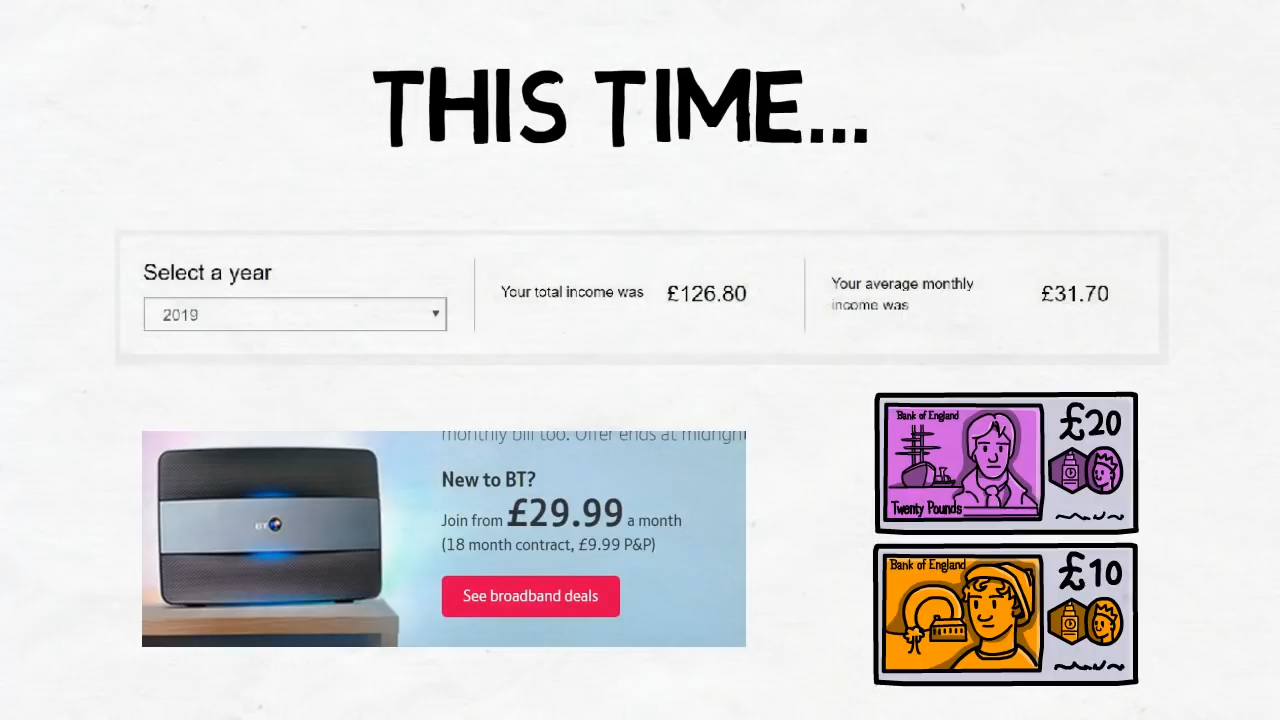 THIS TIME...
Select a year
2019
Your total income was £126.80
Your average monthly
income was
£31.70
monthly bill too. Offer ends at midnight
New to BT?
Join from £29.99 a month
(18 month contract, £9.99 P&P)
See broadband deals
BT
Bank of England
£20
Twenty Pounds
Bank of England
£10